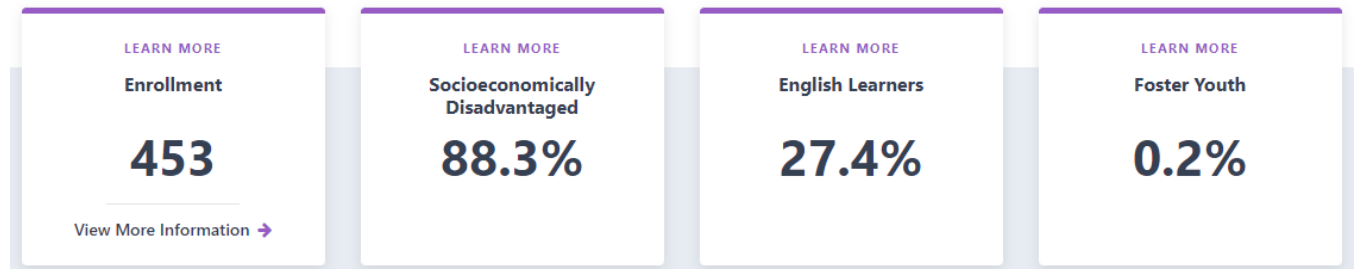 LEARN MORE
Enrollment
453
View More Information
LEARN MORE
Socioeconomically
Disadvantaged
88.3%
LEARN MORE
English Learners
27.4%
LEARN MORE
Foster Youth
0.2%